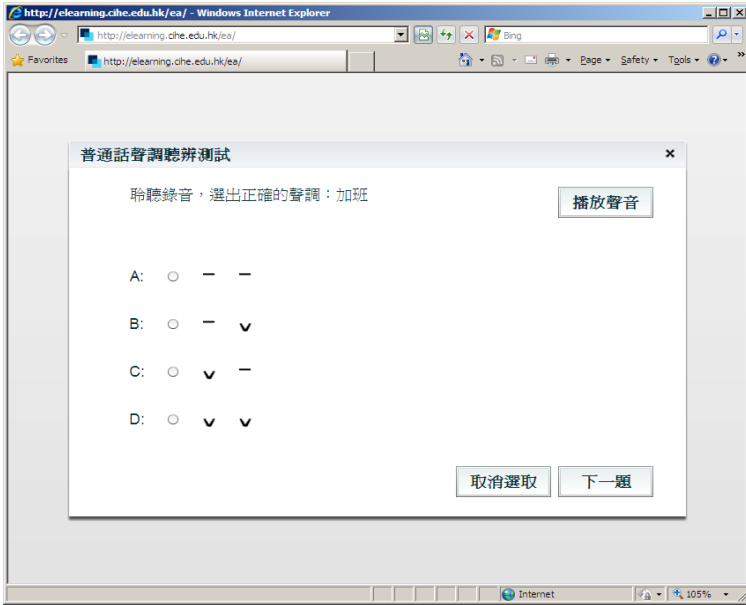 http://elearning.cihe.edu.hk/ea/ - Windows Internet Explorer
http://elearning.cihe.edu.hk/ea/
Bing
Favorites
http://elearning.cihe.edu.hk/ea/
Page
Safety
Tools
»
普通話聲調聽辨測試
×
聆聽錄音，選出正確的聲調：加班
播放聲音
A: ˉ ˉ
B: ˉ ˇ
C: ˇ ˉ
D: ˇ ˇ
取消選取
下一題
Internet
105%